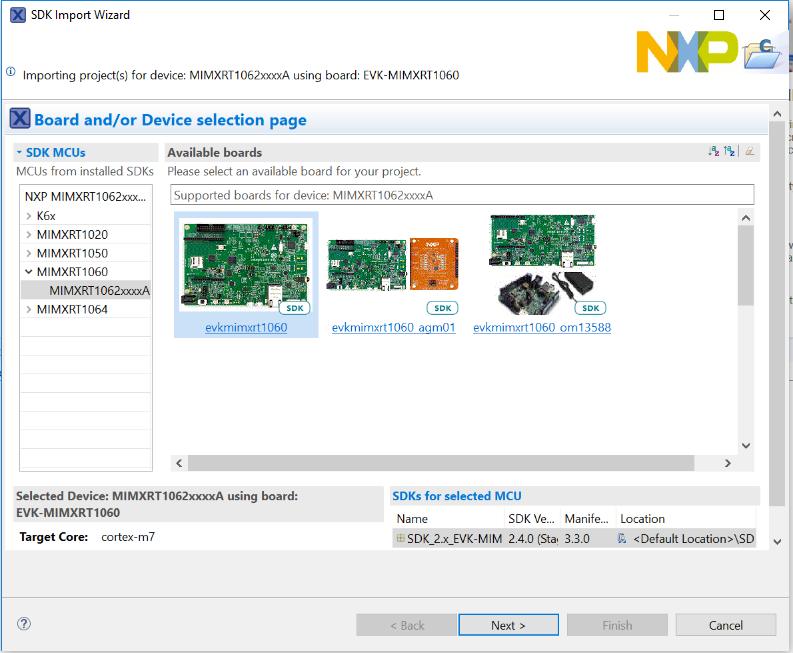 SDK Import Wizard
NXP
C
Importing project(s) for device: MIMXRT1062xxxxA using board: EVK-MIMXRT1060
Board and/or Device selection page
SDK MCUs
MCUs from installed SDKs
NXP MIMXRT1062xxx...
K6x
MIMXRT1020
MIMXRT1050
MIMXRT1060
MIMXRT1062xxxxA
MIMXRT1064
Available boards
Please select an available board for your project.
Supported boards for device: MIMXRT1062xxxxA
SDK
evkmimxrt1060
NXP
SDK
evkmimxrt1060_agm01
SDK
evkmimxrt1060_om13588
Selected Device: MIMXRT1062xxxxA using board:
EVK-MIMXRT1060
Target Core: cortex-m7
SDKs for selected MCU
Name SDK Ve... Manife... Location
SDK_2.x_EVK-MIM 2.4.0 (Stag 3.3.0 <Default Location>\SD
< Back Next > Finish Cancel